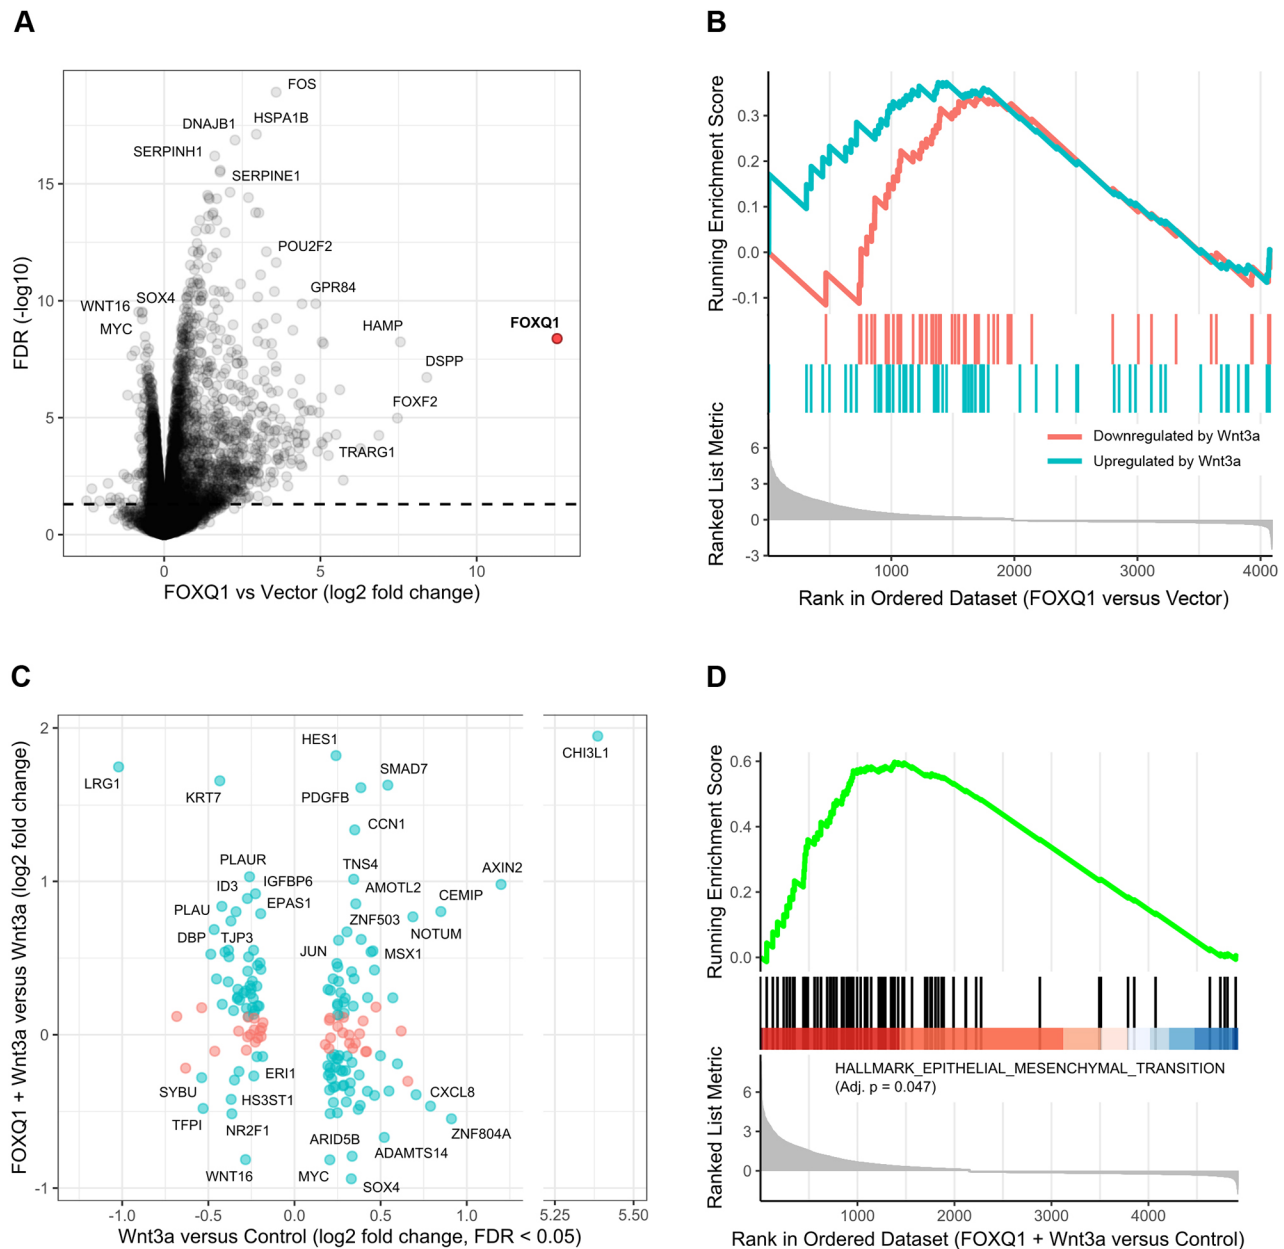 A
FOS
HSPA1B
DNAJB1
SERPINH1
SERPINE1
POU2F2
GPR84
WNT16
SOX4
MYC
HAMP
FOXQ1
DSPP
FOXF2
TRARG1
15
10
5
0
FDR (-log10)
0
5
10
FOXQ1 vs Vector (log2 fold change)
B
0.3
0.2
0.1
0.0
-0.1
Running Enrichment Score
Downregulated by Wnt3a
Upregulated by Wnt3a
6
3
0
-3
Ranked List Metric
1000
2000
3000
4000
Rank in Ordered Dataset (FOXQ1 versus Vector)
C
HES1
CHI3L1
LRG1
KRT7
SMAD7
PDGFB
CCN1
PLAUR
TNS4
AXIN2
ID3
IGFBP6
AMOTL2
CEMIP
PLAU
EPAS1
ZNF503
NOTUM
DBP
TJP3
JUN
MSX1
ERI1
SYBU
HS3ST1
CXCL8
TFPI
NR2F1
ZNF804A
ARID5B
ADAMTS14
WNT16
MYC
SOX4
2
1
0
-1
FOXQ1 + Wnt3a versus Wnt3a (log2 fold change)
-1.0
-0.5
0.0
0.5
1.0
5.25
5.50
Wnt3a versus Control (log2 fold change, FDR < 0.05)
D
0.6
0.4
0.2
0.0
Running Enrichment Score
HALLMARK_EPITHELIAL_MESENCHYMAL_TRANSITION
(Adj. p = 0.047)
6
3
0
Ranked List Metric
1000
2000
3000
4000
Rank in Ordered Dataset (FOXQ1 + Wnt3a versus Control)